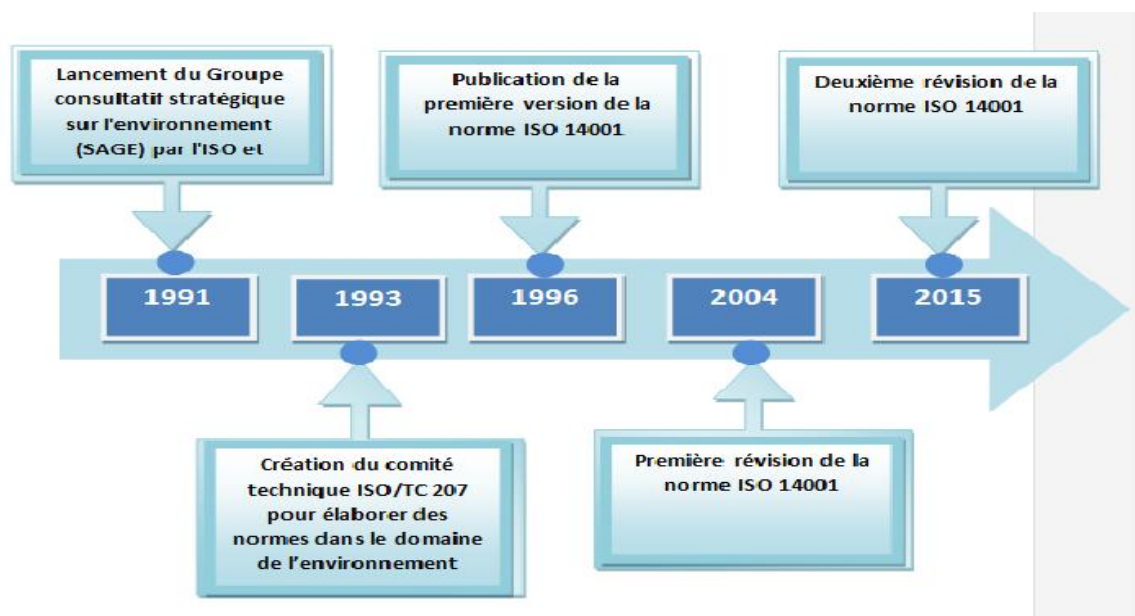 Lancement du Groupe
consultatif stratégique
sur l'environnement
(SAGE) par l'ISO et
Publication de la
première version de la
norme ISO 14001
Deuxième révision de la
norme ISO 14001
1991
1993
1996
2004
2015
Création du comité
technique ISO/TC 207
pour élaborer des
normes dans le domaine
de l’environnement
Première révision de la
norme ISO 14001